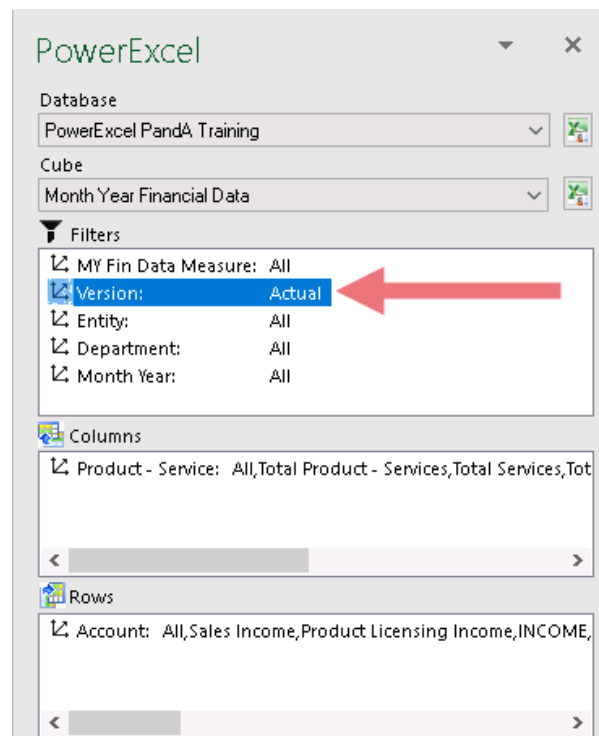 PowerExcel
Database
PowerExcel PandA Training
Cube
Month Year Financial Data
Filters
MY Fin Data Measure: All
Version: Actual
Entity: All
Department: All
Month Year: All
Columns
Product - Service: All,Total Product - Services,Total Services,Tot
Rows
Account: All,Sales Income,Product Licensing Income,INCOME,